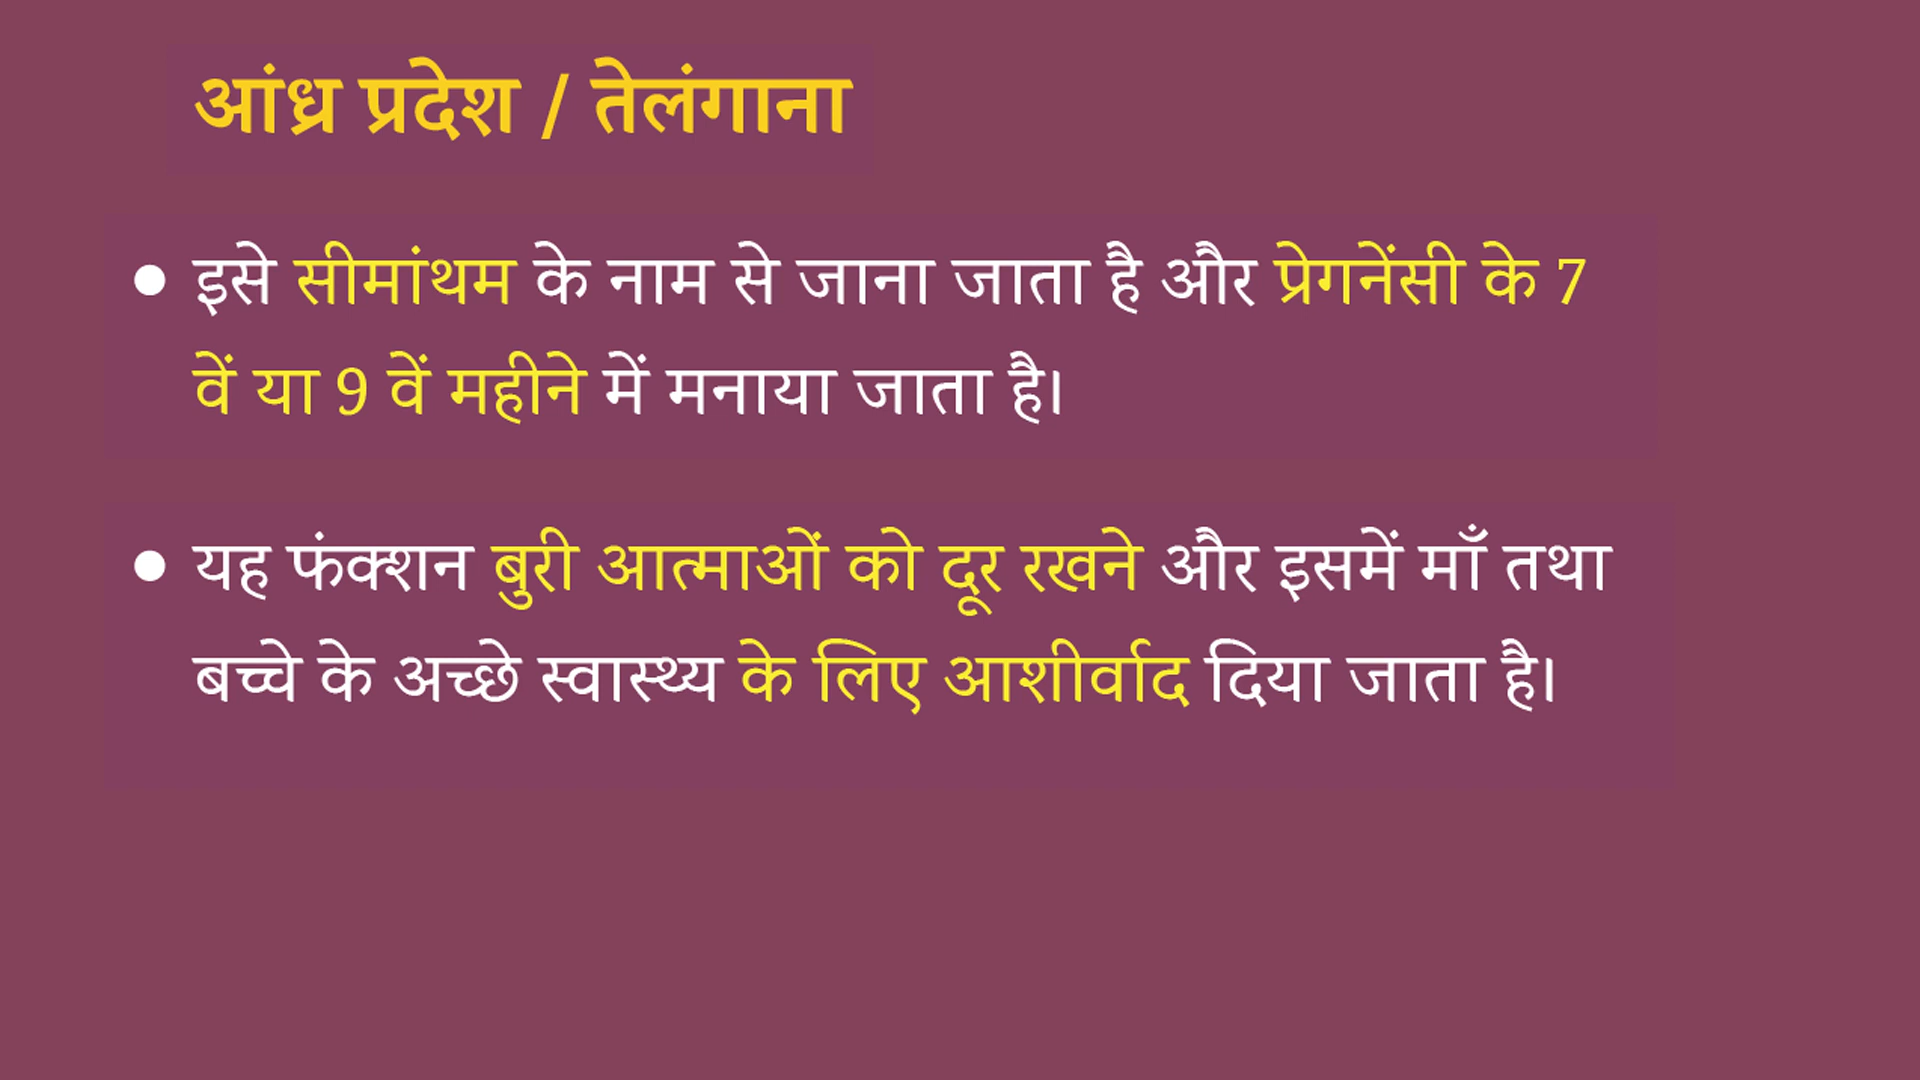 आंध्र प्रदेश / तेलंगाना
● इसे सीमांथम के नाम से जाना जाता है और प्रेगनेंसी के 7
वें या 9 वें महीने में मनाया जाता है।
● यह फंक्शन बुरी आत्माओं को दूर रखने और इसमें माँ तथा
बच्चे के अच्छे स्वास्थ्य के लिए आशीर्वाद दिया जाता है।